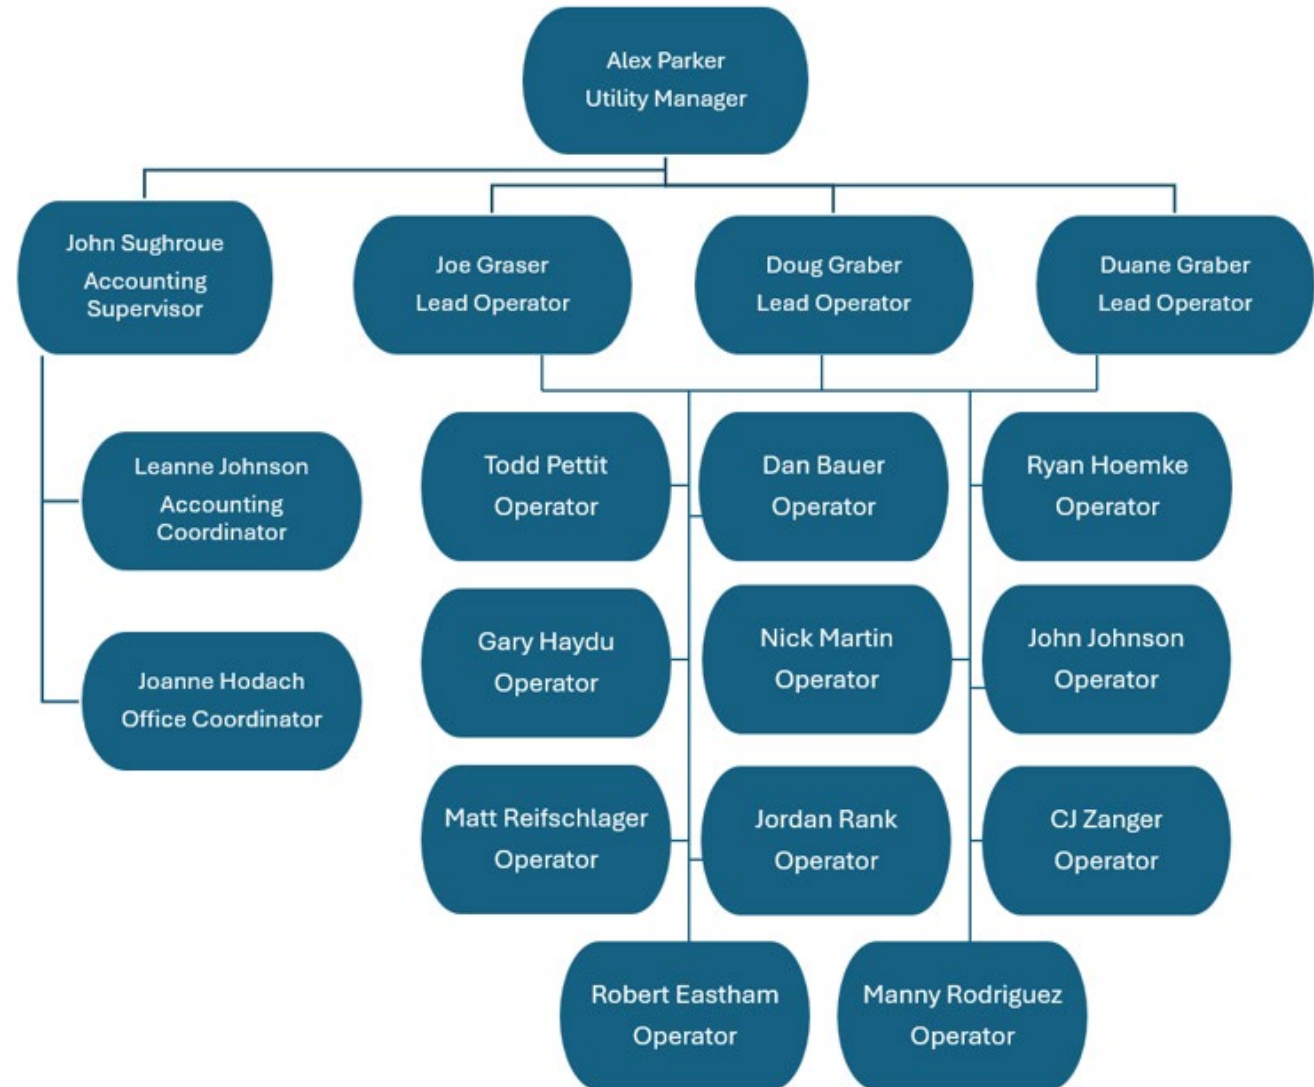 Alex Parker
Utility Manager
John Sughroue
Accounting
Supervisor
Joe Graser
Lead Operator
Doug Graber
Lead Operator
Duane Graber
Lead Operator
Leanne Johnson
Accounting
Coordinator
Joanne Hodach
Office Coordinator
Todd Pettit
Operator
Dan Bauer
Operator
Ryan Hoemke
Operator
Gary Haydu
Operator
Nick Martin
Operator
John Johnson
Operator
Matt Reifschlager
Operator
Jordan Rank
Operator
CJ Zanger
Operator
Robert Eastham
Operator
Manny Rodriguez
Operator